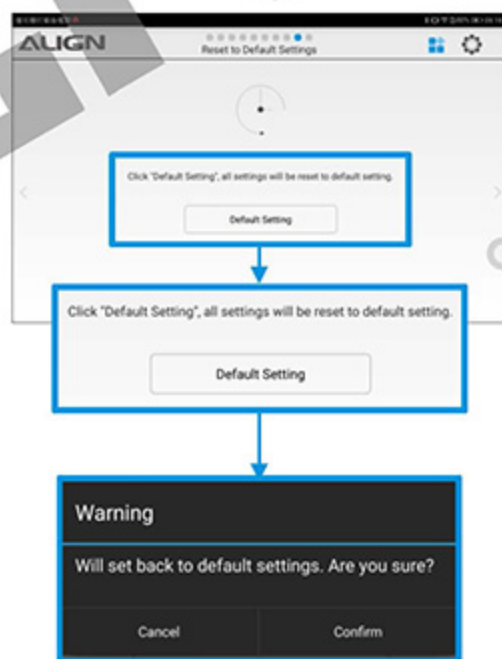 ALIGN
Reset to Default Settings
Click "Default Setting", all settings will be reset to default setting.
Default Setting
Click "Default Setting", all settings will be reset to default setting.
Default Setting
Warning
Will set back to default settings. Are you sure?
Cancel
Confirm